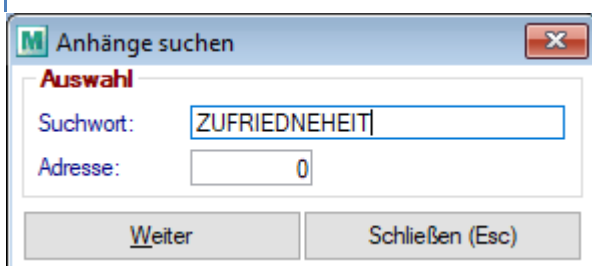 M Anhänge suchen
Auswahl
Suchwort: ZUFRIEDNEHEIT
Adresse: 0
Weiter Schließen (Esc)